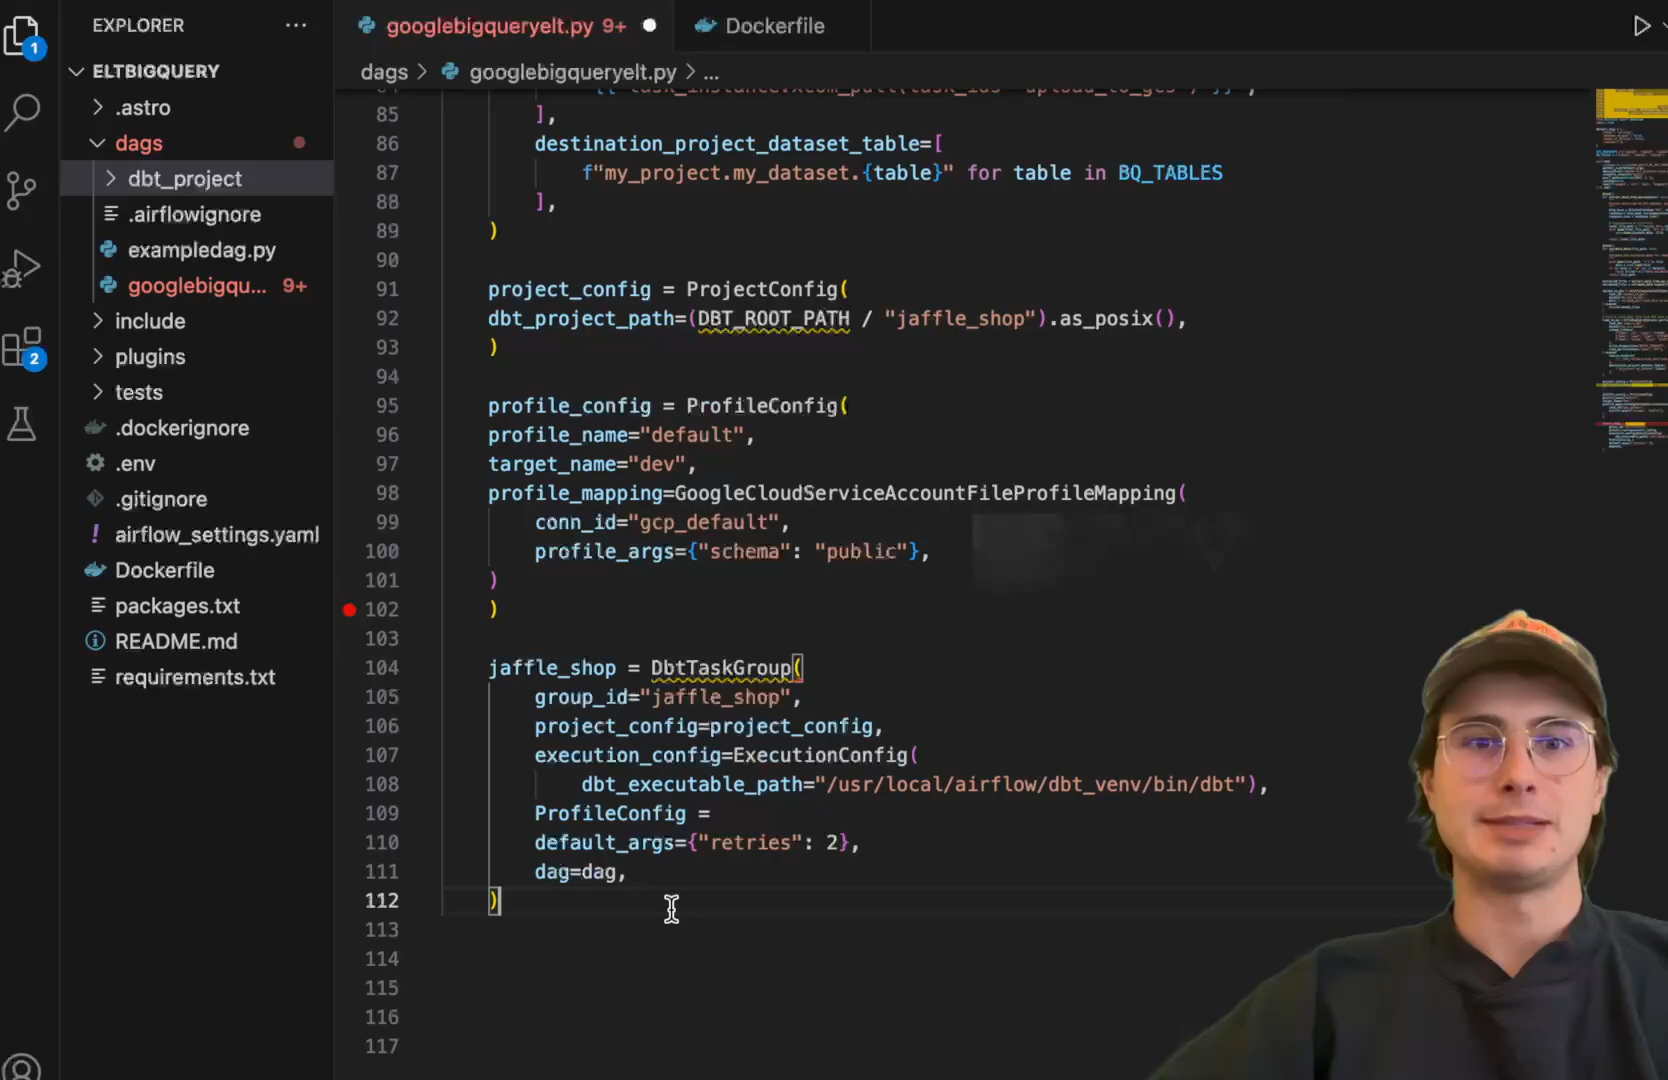 EXPLORER
googlebigqueryelt.py 9+
Dockerfile
1
ELTBIGQUERY
dags > googlebigqueryelt.py > ...
.astro
dags
dbt_project
.airflowignore
exampledag.py
googlebigqu... 9+
include
plugins
tests
.dockerignore
.env
.gitignore
airflow_settings.yaml
Dockerfile
packages.txt
README.md
requirements.txt
2
85 ],
86 destination_project_dataset_table=[
87 f"my_project.my_dataset.{table}" for table in BQ_TABLES
88 ],
89 )
90
91 project_config = ProjectConfig(
92 dbt_project_path=(DBT_ROOT_PATH / "jaffle_shop").as_posix(),
93 )
94
95 profile_config = ProfileConfig(
96 profile_name="default",
97 target_name="dev",
98 profile_mapping=GoogleCloudServiceAccountFileProfileMapping(
99 conn_id="gcp_default",
100 profile_args={"schema": "public"},
101 )
102 )
103
104 jaffle_shop = DbtTaskGroup(
105 group_id="jaffle_shop",
106 project_config=project_config,
107 execution_config=ExecutionConfig(
108 dbt_executable_path="/usr/local/airflow/dbt_venv/bin/dbt"),
109 ProfileConfig =
110 default_args={"retries": 2},
111 dag=dag,
112 )
113
114
115
116
117